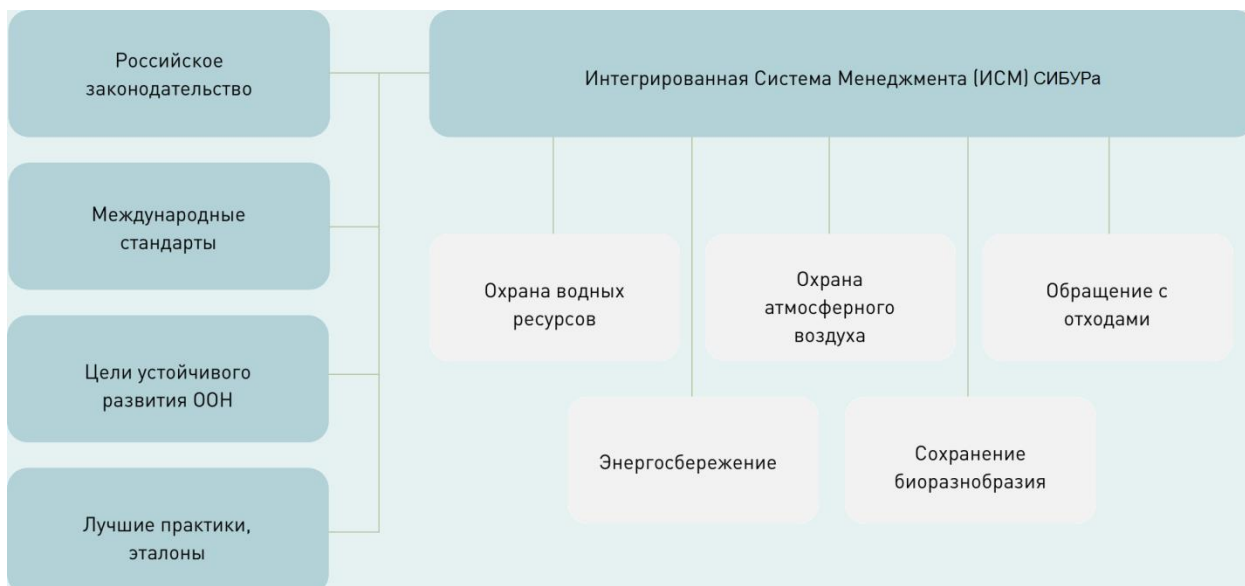 Российское
законодательство
Интегрированная Система Менеджмента (ИСМ) СИБУРа
Международные
стандарты
Цели устойчивого
развития ООН
Лучшие практики,
эталоны
Охрана водных
ресурсов
Охрана
атмосферного
воздуха
Обращение с
отходами
Энергосбережение
Сохранение
биоразнобразия